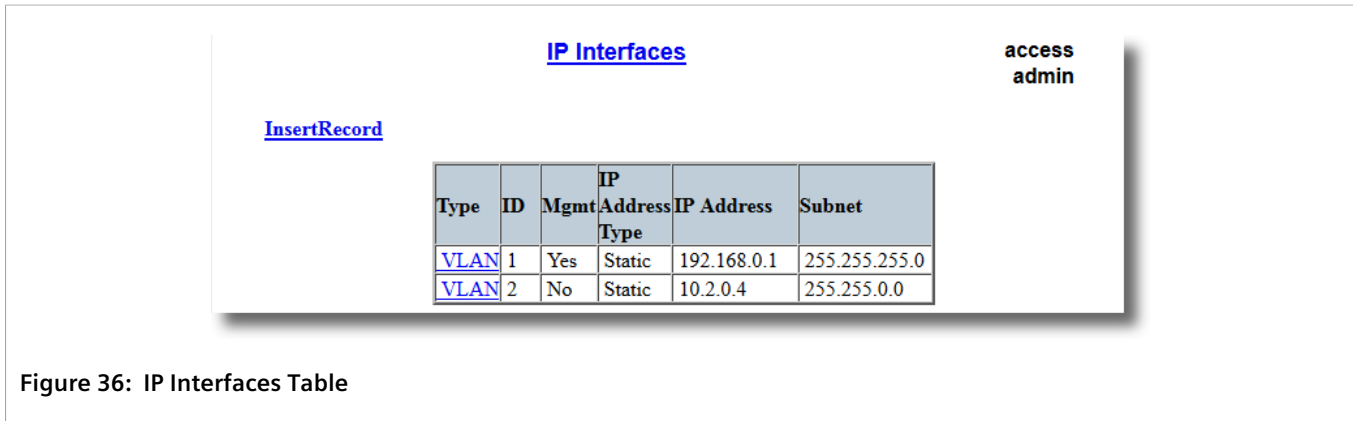 IP Interfaces
access
admin
InsertRecord
Type ID Mgmt IP Address Type IP Address Subnet
VLAN 1 Yes Static 192.168.0.1 255.255.255.0
VLAN 2 No Static 10.2.0.4 255.255.0.0
Figure 36: IP Interfaces Table